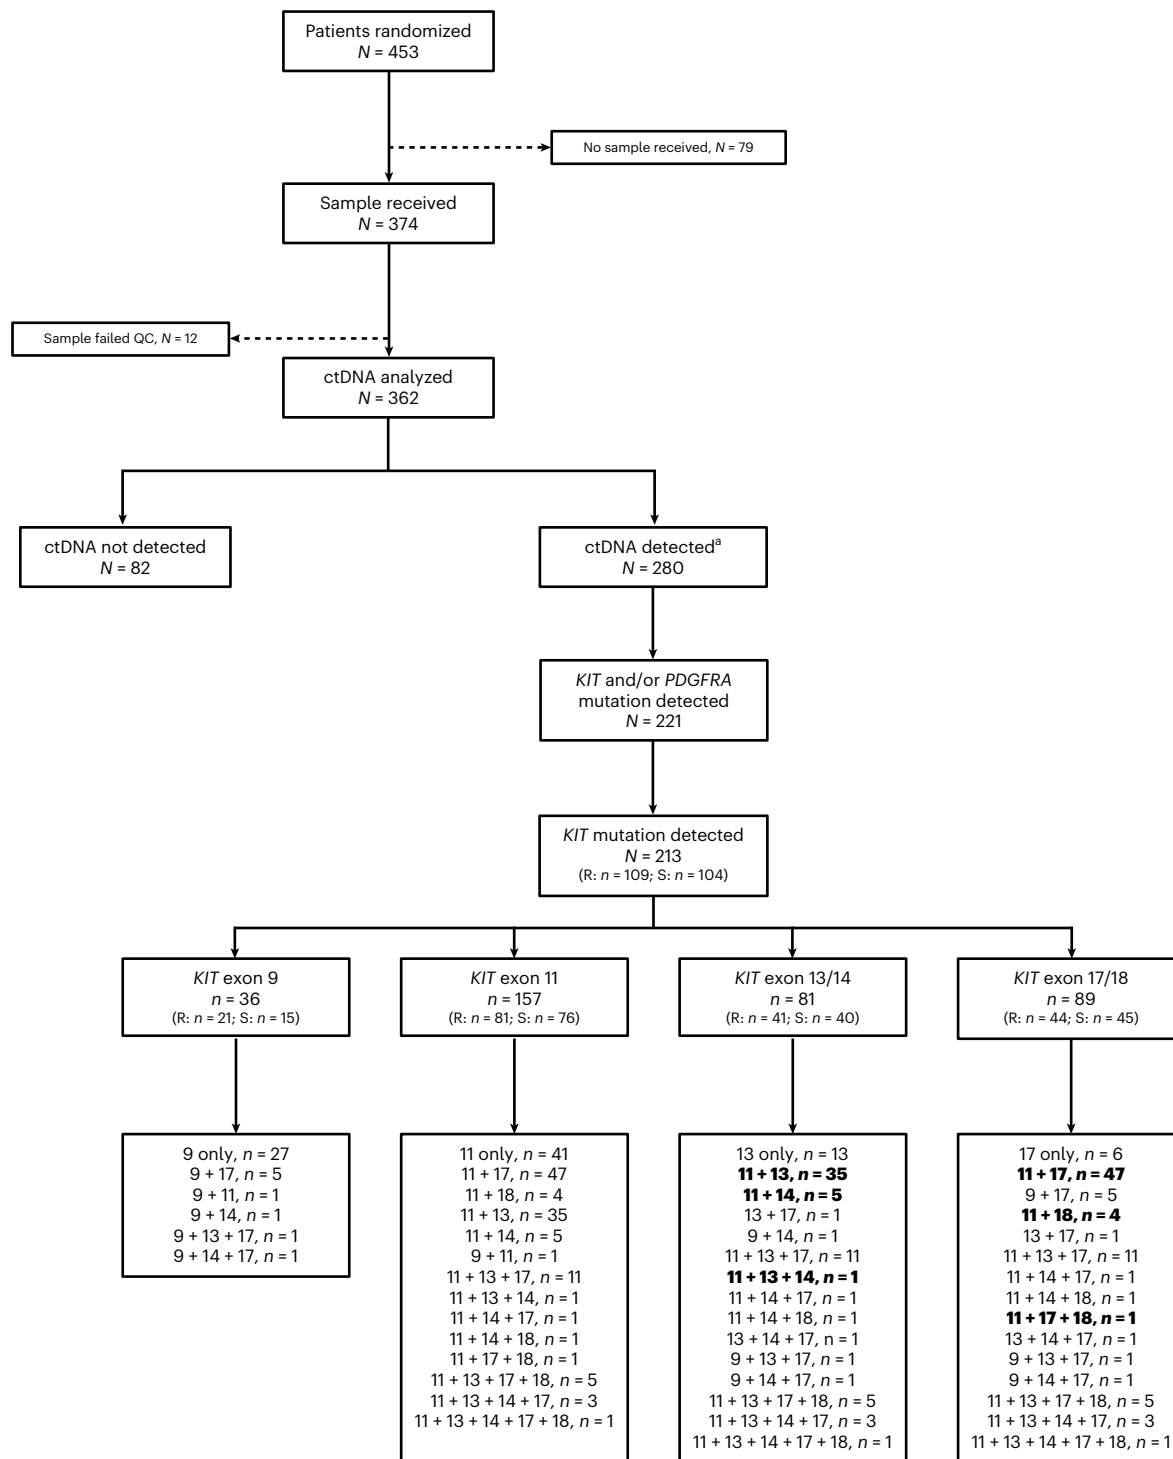 Patients randomized
N = 453
No sample received, N = 79
Sample received
N = 374
Sample failed QC, N = 12
ctDNA analyzed
N = 362
ctDNA not detected
N = 82
ctDNA detectedᵃ
N = 280
KIT and/or PDGFRA
mutation detected
N = 221
KIT mutation detected
N = 213
(R: n = 109; S: n = 104)
KIT exon 9
n = 36
(R: n = 21; S: n = 15)
KIT exon 11
n = 157
(R: n = 81; S: n = 76)
KIT exon 13/14
n = 81
(R: n = 41; S: n = 40)
KIT exon 17/18
n = 89
(R: n = 44; S: n = 45)
9 only, n = 27
9 + 17, n = 5
9 + 11, n = 1
9 + 14, n = 1
9 + 13 + 17, n = 1
9 + 14 + 17, n = 1
11 only, n = 41
11 + 17, n = 47
11 + 18, n = 4
11 + 13, n = 35
11 + 14, n = 5
9 + 11, n = 1
11 + 13 + 17, n = 11
11 + 13 + 14, n = 1
11 + 14 + 17, n = 1
11 + 14 + 18, n = 1
11 + 17 + 18, n = 1
11 + 13 + 17 + 18, n = 5
11 + 13 + 14 + 17, n = 3
11 + 13 + 14 + 17 + 18, n = 1
13 only, n = 13
11 + 13, n = 35
11 + 14, n = 5
13 + 17, n = 1
9 + 14, n = 1
11 + 13 + 17, n = 11
11 + 13 + 14, n = 1
11 + 14 + 17, n = 1
11 + 14 + 18, n = 1
13 + 14 + 17, n = 1
9 + 13 + 17, n = 1
9 + 14 + 17, n = 1
11 + 13 + 17 + 18, n = 5
11 + 13 + 14 + 17, n = 3
11 + 13 + 14 + 17 + 18, n = 1
17 only, n = 6
11 + 17, n = 47
9 + 17, n = 5
11 + 18, n = 4
13 + 17, n = 1
11 + 13 + 17, n = 11
11 + 14 + 17, n = 1
11 + 14 + 18, n = 1
11 + 17 + 18, n = 1
13 + 14 + 17, n = 1
9 + 13 + 17, n = 1
9 + 14 + 17, n = 1
11 + 13 + 17 + 18, n = 5
11 + 13 + 14 + 17, n = 3
11 + 13 + 14 + 17 + 18, n = 1